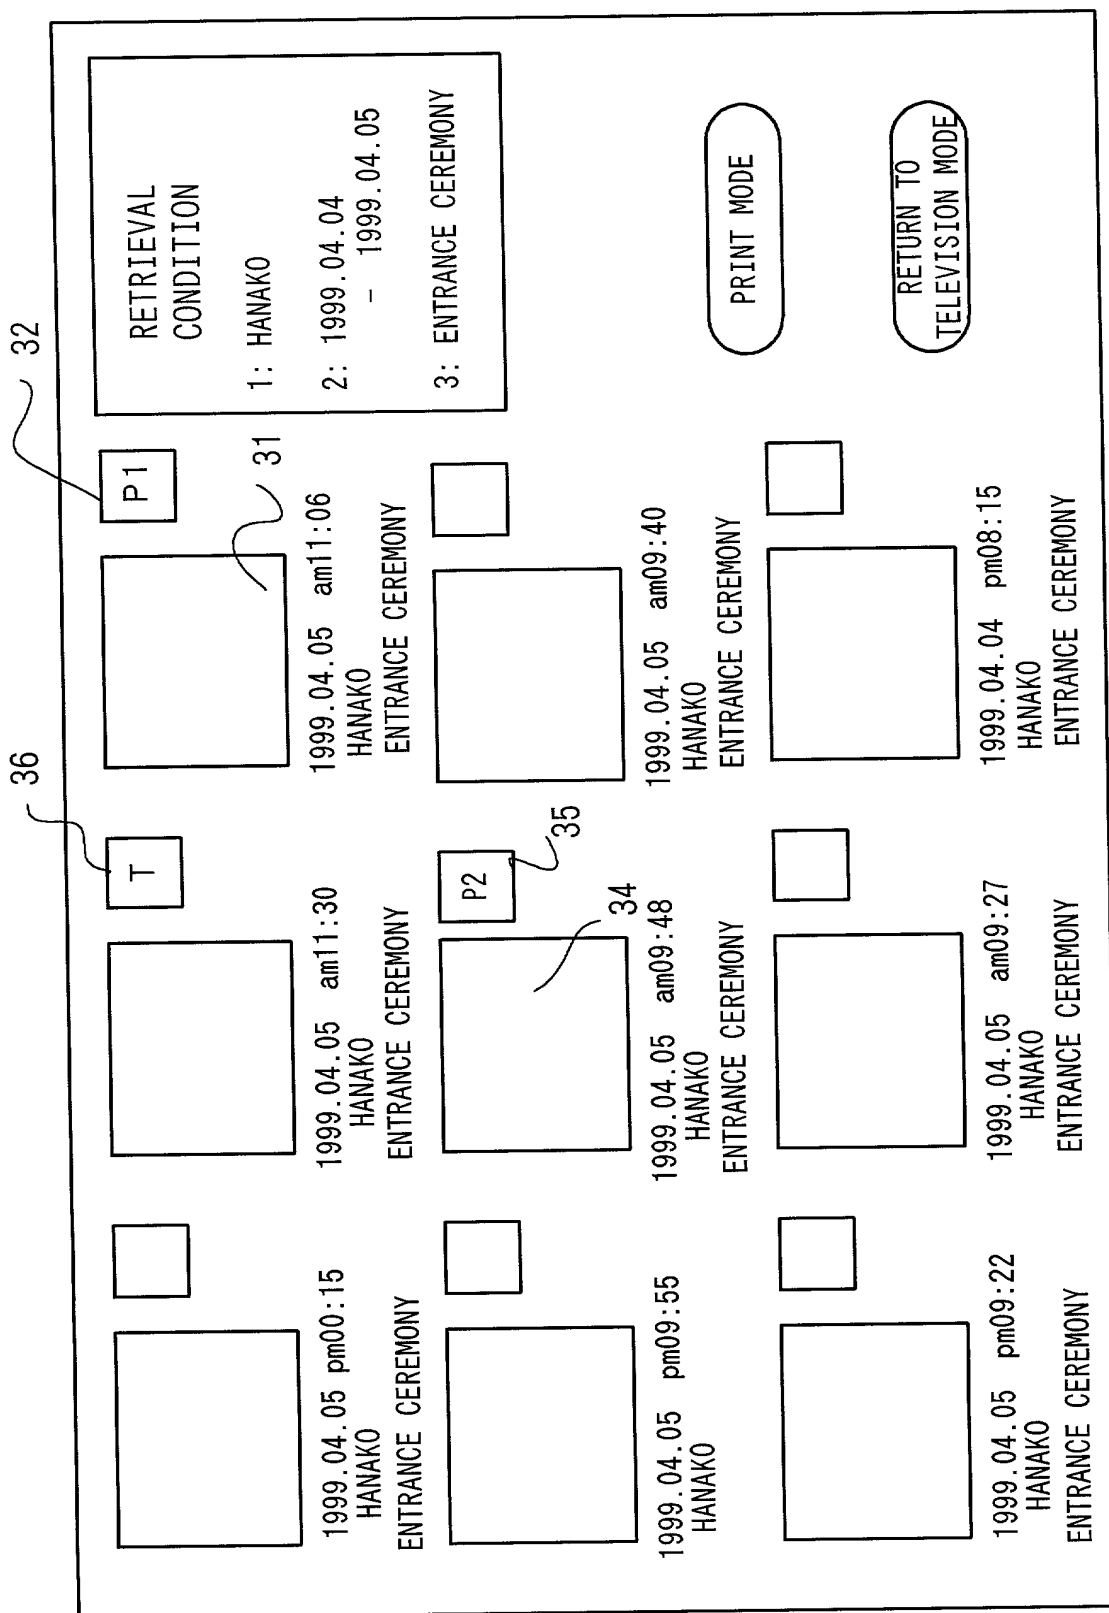 36
32
T
P1
RETRIEVAL
CONDITION
1: HANAKO
2: 1999.04.04
- 1999.04.05
3: ENTRANCE CEREMONY
31
1999.04.05 pm00:15
HANAKO
ENTRANCE CEREMONY
1999.04.05 am11:30
HANAKO
ENTRANCE CEREMONY
1999.04.05 am11:06
HANAKO
ENTRANCE CEREMONY
P2
35
34
1999.04.05 pm09:55
HANAKO
1999.04.05 am09:48
HANAKO
ENTRANCE CEREMONY
1999.04.05 am09:40
HANAKO
ENTRANCE CEREMONY
PRINT MODE
1999.04.05 pm09:22
HANAKO
ENTRANCE CEREMONY
1999.04.05 am09:27
HANAKO
ENTRANCE CEREMONY
1999.04.04 pm08:15
HANAKO
ENTRANCE CEREMONY
RETURN TO
TELEVISION MODE